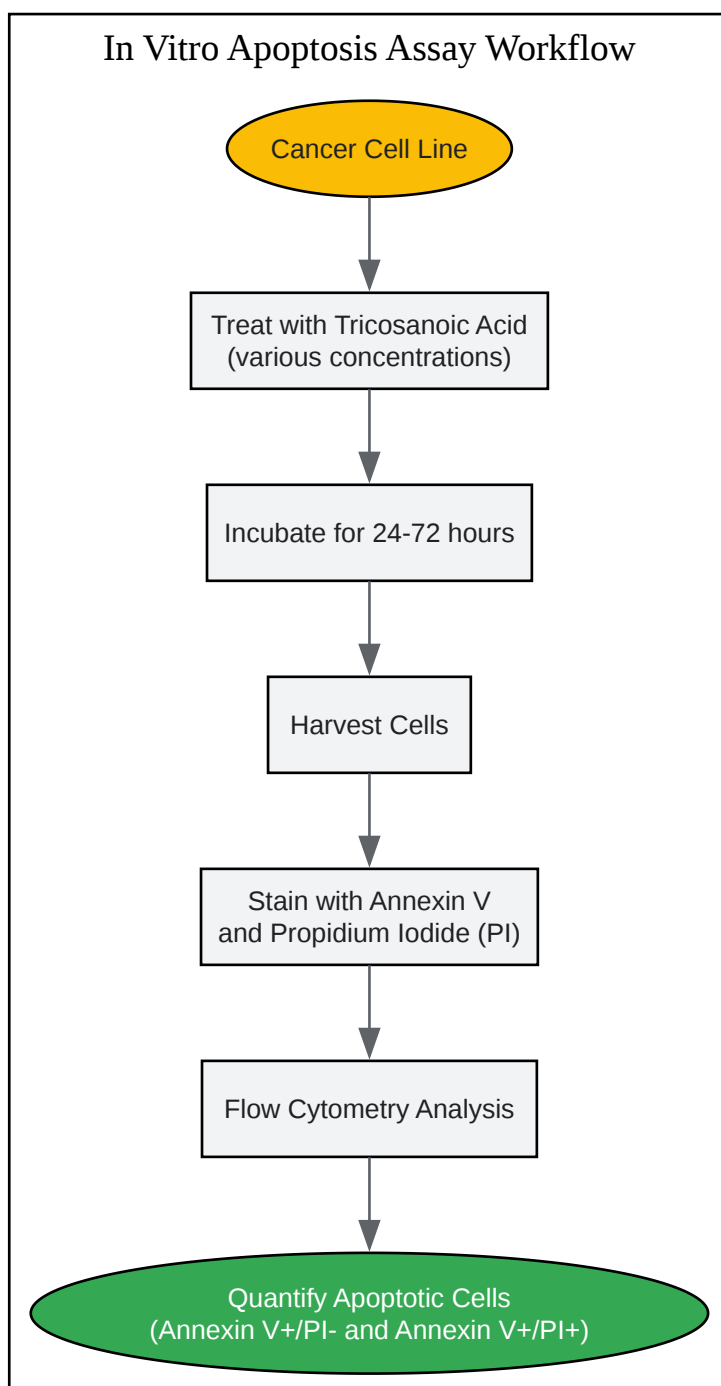 In Vitro Apoptosis Assay Workflow
Cancer Cell Line
Treat with Tricosanoic Acid
(various concentrations)
Incubate for 24-72 hours
Harvest Cells
Stain with Annexin V
and Propidium Iodide (PI)
Flow Cytometry Analysis
Quantify Apoptotic Cells
(Annexin V+/PI- and Annexin V+/PI+)